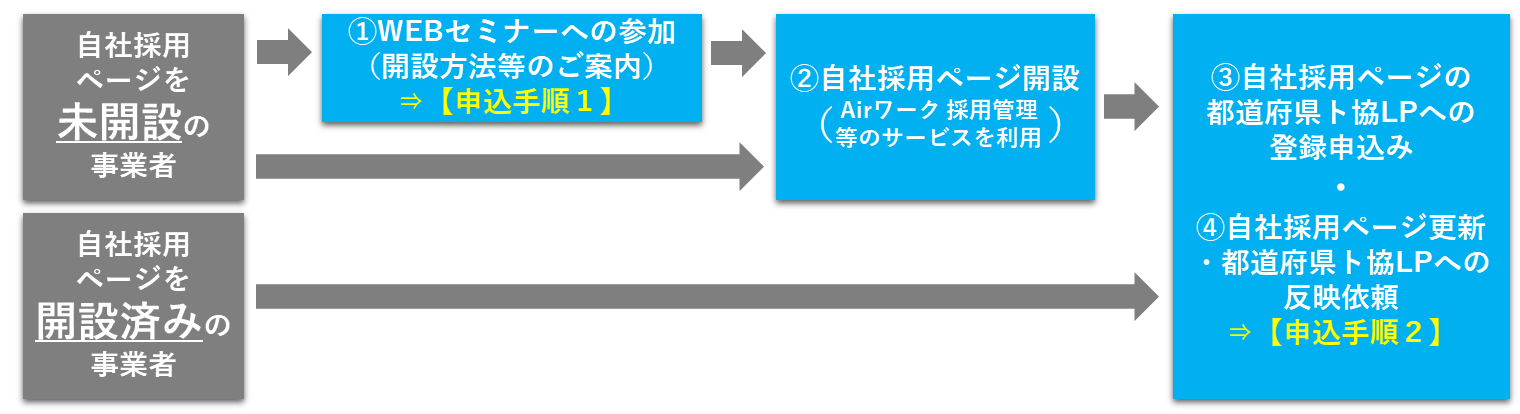 自社採用
ページを
未開設の
事業者
①WEBセミナーへの参加
（開設方法等のご案内）
⇒【申込手順１】
②自社採用ページ開設
（Airワーク 採用管理
等のサービスを利用）
③自社採用ページの
都道府県ト協LPへの
登録申込み
・
④自社採用ページ更新
・都道府県ト協LPへの
反映依頼
⇒【申込手順２】
自社採用
ページを
開設済みの
事業者